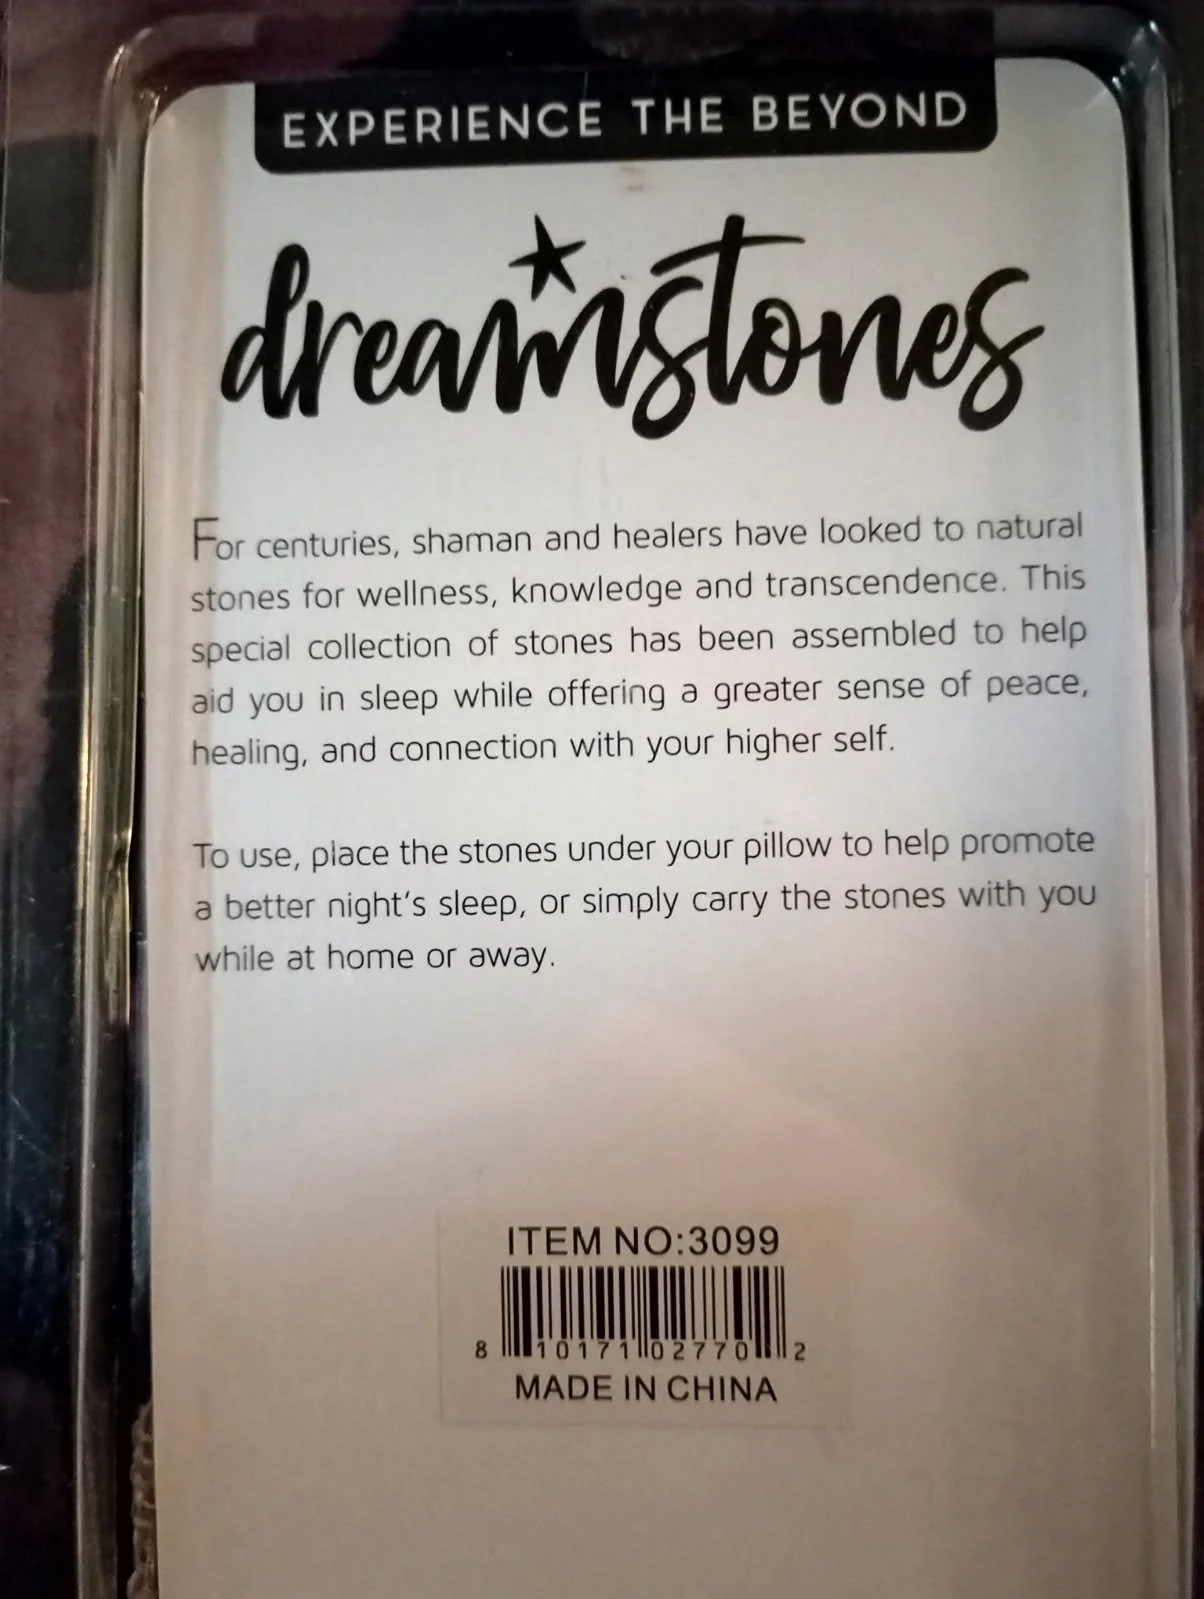 EXPERIENCE THE BEYOND
dreamstones
For centuries, shaman and healers have looked to natural
stones for wellness, knowledge and transcendence. This
special collection of stones has been assembled to help
aid you in sleep while offering a greater sense of peace,
healing, and connection with your higher self.
To use, place the stones under your pillow to help promote
a better night's sleep, or simply carry the stones with you
while at home or away.
ITEM NO:3099
8 10171 02770 2
MADE IN CHINA